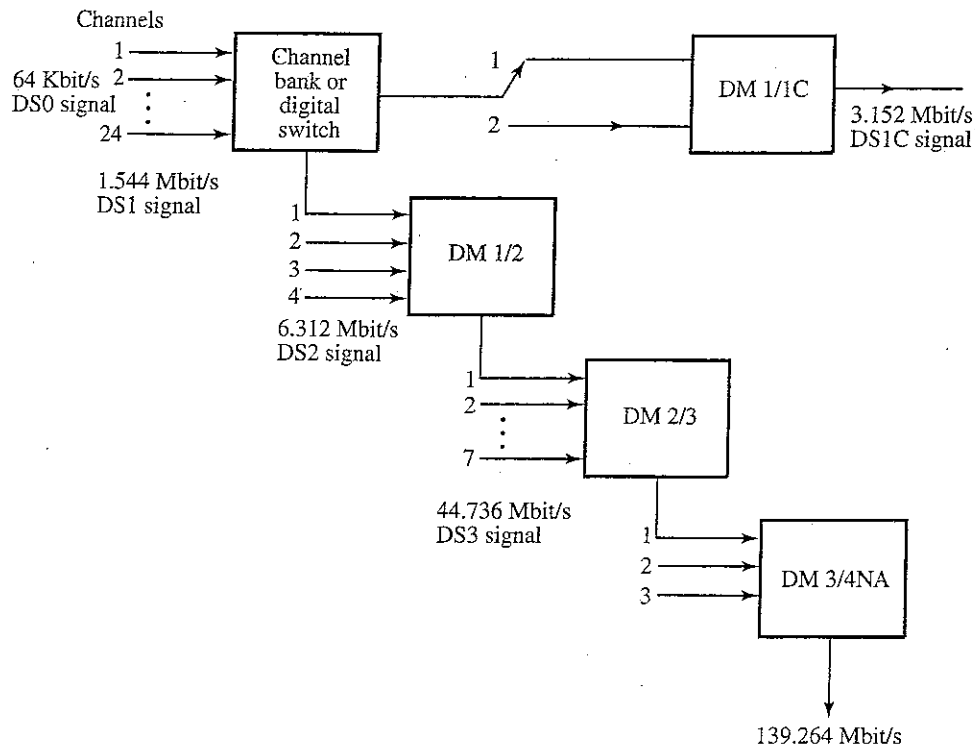 Channels
1
64 Kbit/s
DS0 signal
2
24
Channel
bank or
digital
switch
1
2
DM 1/1C
3.152 Mbit/s
DS1C signal
1.544 Mbit/s
DS1 signal
1
2
3
4
DM 1/2
6.312 Mbit/s
DS2 signal
1
2
7
DM 2/3
44.736 Mbit/s
DS3 signal
1
2
3
DM 3/4NA
139.264 Mbit/s